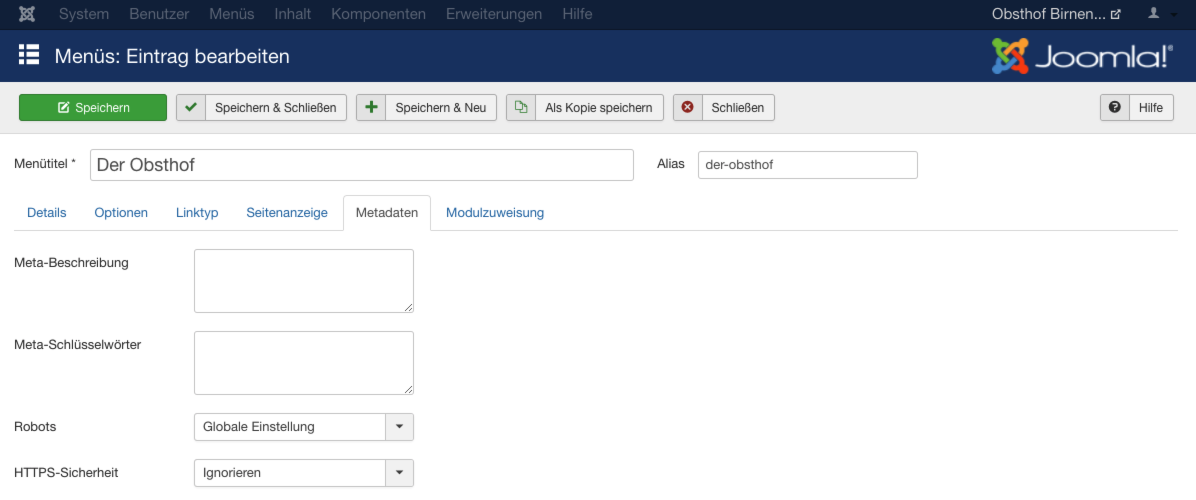 System Benutzer Menüs Inhalt Komponenten Erweiterungen Hilfe Obsthof Birnen...
Menüs: Eintrag bearbeiten Joomla!®
Speichern Speichern & Schließen Speichern & Neu Als Kopie speichern Schließen Hilfe
Menütitel * Der Obsthof Alias der-obsthof
Details Optionen Linktyp Seitenanzeige Metadaten Modulzuweisung
Meta-Beschreibung
Meta-Schlüsselwörter
Robots Globale Einstellung
HTTPS-Sicherheit Ignorieren